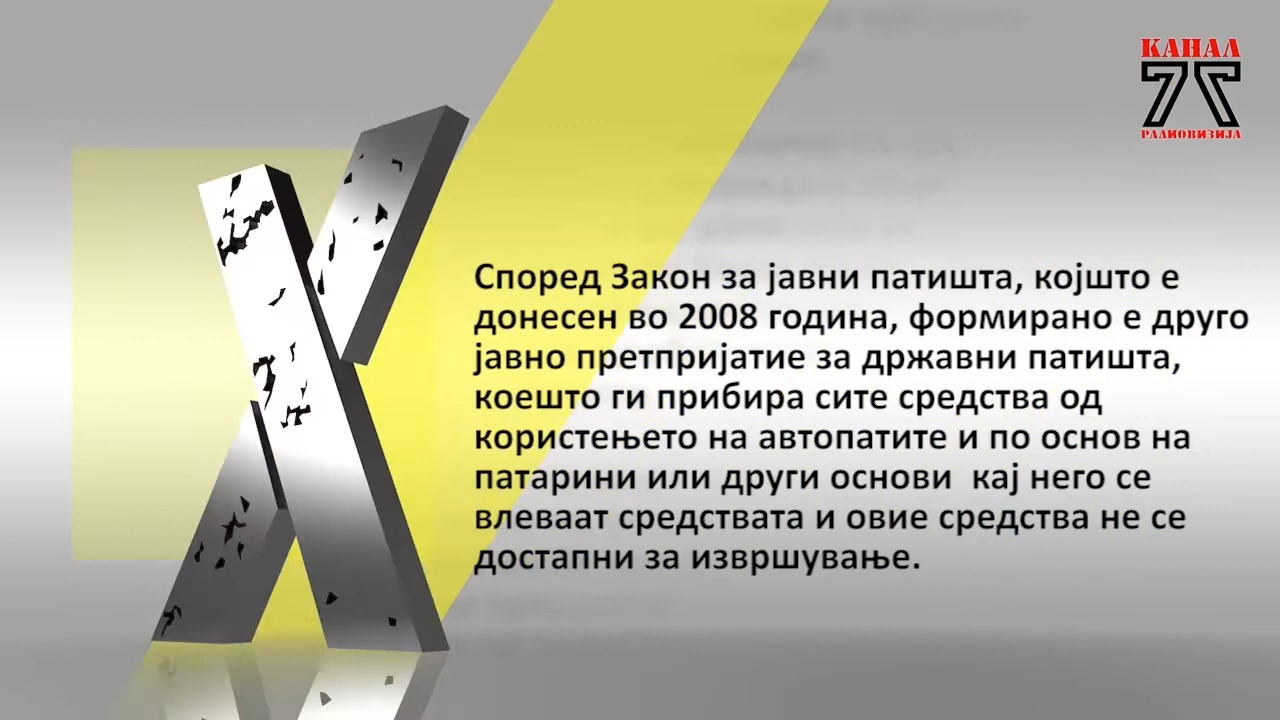 КАНАЛ
77
РАДИОВИЗИЈА
Според Закон за јавни патишта, којшто е
донесен во 2008 година, формирано е друго
јавно претпријатие за државни патишта,
коешто ги прибира сите средства од
користењето на автопатите и по основ на
патарини или други основи  кај него се
влеваат средствата и овие средства не се
достапни за извршување.